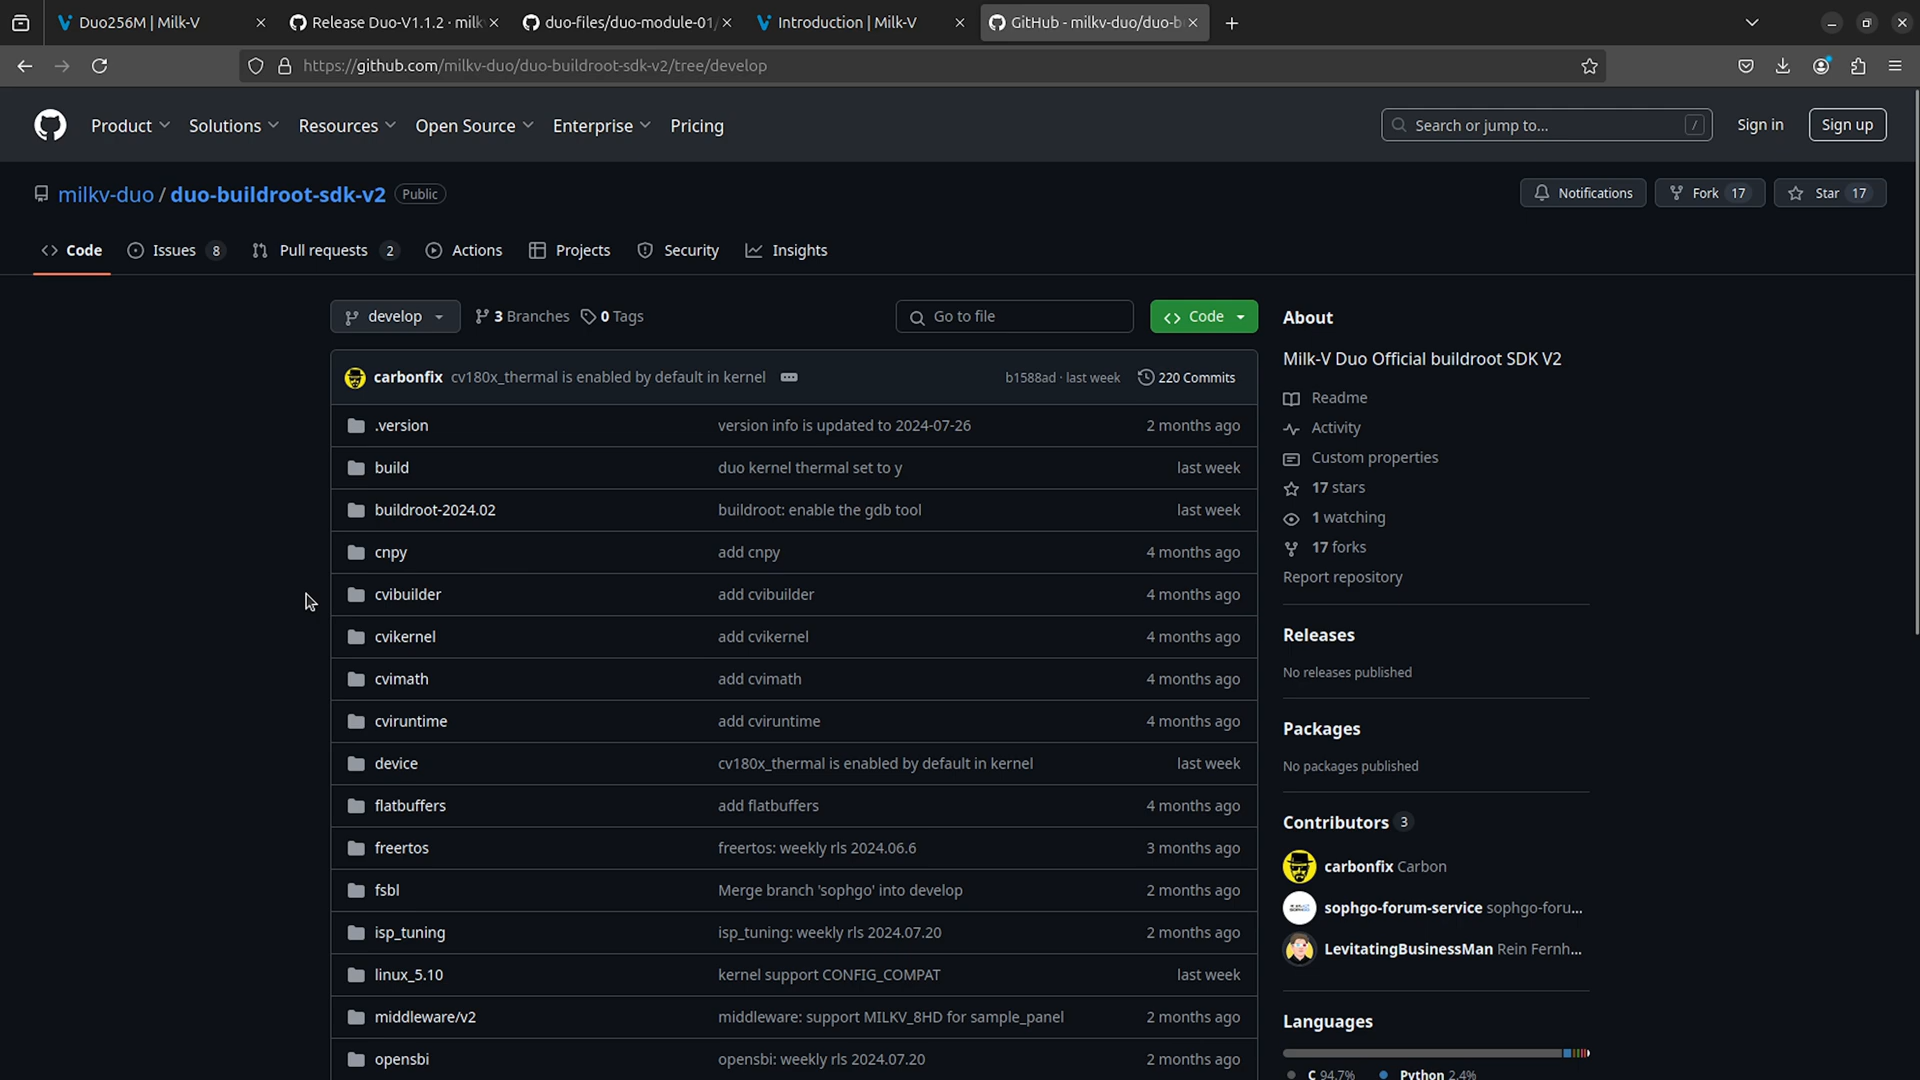 Duo256M | Milk-V
Release Duo-V1.1.2 · milk
duo-files/duo-module-01/
Introduction | Milk-V
GitHub - milkv-duo/duo-b
https://github.com/milkv-duo/duo-buildroot-sdk-v2/tree/develop
Product Solutions Resources Open Source Enterprise Pricing
Search or jump to... /
Sign in
Sign up
milkv-duo / duo-buildroot-sdk-v2 Public
Notifications
Fork 17
Star 17
Code Issues 8 Pull requests 2 Actions Projects Security Insights
develop 3 Branches 0 Tags
Go to file
Code
carbonfix cv180x_thermal is enabled by default in kernel b1588ad · last week 220 Commits
.version version info is updated to 2024-07-26 2 months ago
build duo kernel thermal set to y last week
buildroot-2024.02 buildroot: enable the gdb tool last week
cnpy add cnpy 4 months ago
cvibuilder add cvibuilder 4 months ago
cvikernel add cvikernel 4 months ago
cvimath add cvimath 4 months ago
cviruntime add cviruntime 4 months ago
device cv180x_thermal is enabled by default in kernel last week
flatbuffers add flatbuffers 4 months ago
freertos freertos: weekly rls 2024.06.6 3 months ago
fsbl Merge branch 'sophgo' into develop 2 months ago
isp_tuning isp_tuning: weekly rls 2024.07.20 2 months ago
linux_5.10 kernel support CONFIG_COMPAT last week
middleware/v2 middleware: support MILKV_8HD for sample_panel 2 months ago
opensbi opensbi: weekly rls 2024.07.20 2 months ago
About
Milk-V Duo Official buildroot SDK V2
Readme
Activity
Custom properties
17 stars
1 watching
17 forks
Report repository
Releases
No releases published
Packages
No packages published
Contributors 3
carbonfix Carbon
sophgo-forum-service sophgo-foru...
LevitatingBusinessMan Rein Fernh...
Languages
C 94.7% Python 2.4%